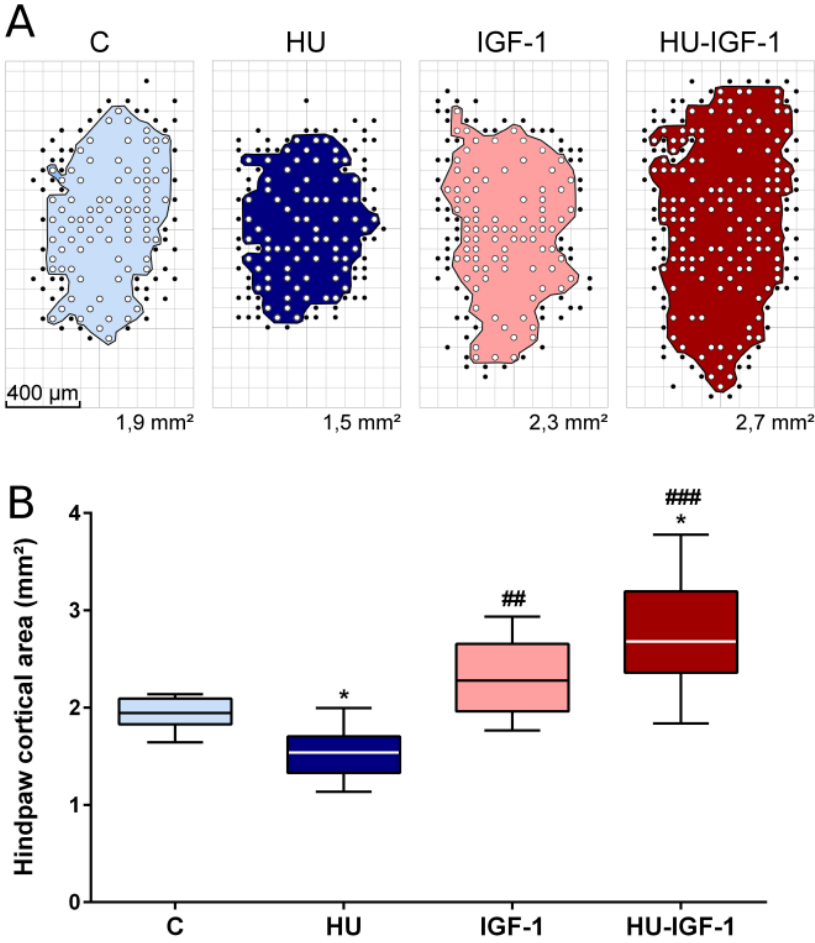 A
C HU IGF-1 HU-IGF-1
400 µm
1,9 mm² 1,5 mm² 2,3 mm² 2,7 mm²
B
Hindpaw cortical area (mm²)
4
3
2
1
0
* ## ###
*
C HU IGF-1 HU-IGF-1